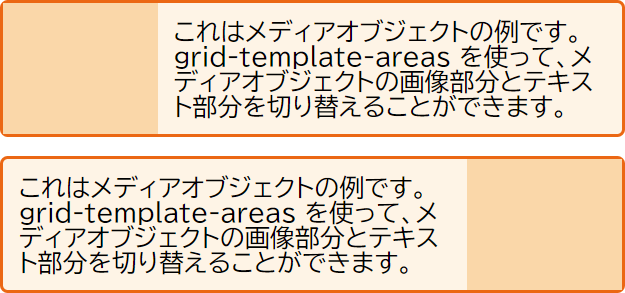 これはメディアオブジェクトの例です。
grid-template-areas を使って、メ
ディアオブジェクトの画像部分とテキス
ト部分を切り替えることができます。
これはメディアオブジェクトの例です。
grid-template-areas を使って、メ
ディアオブジェクトの画像部分とテキス
ト部分を切り替えることができます。